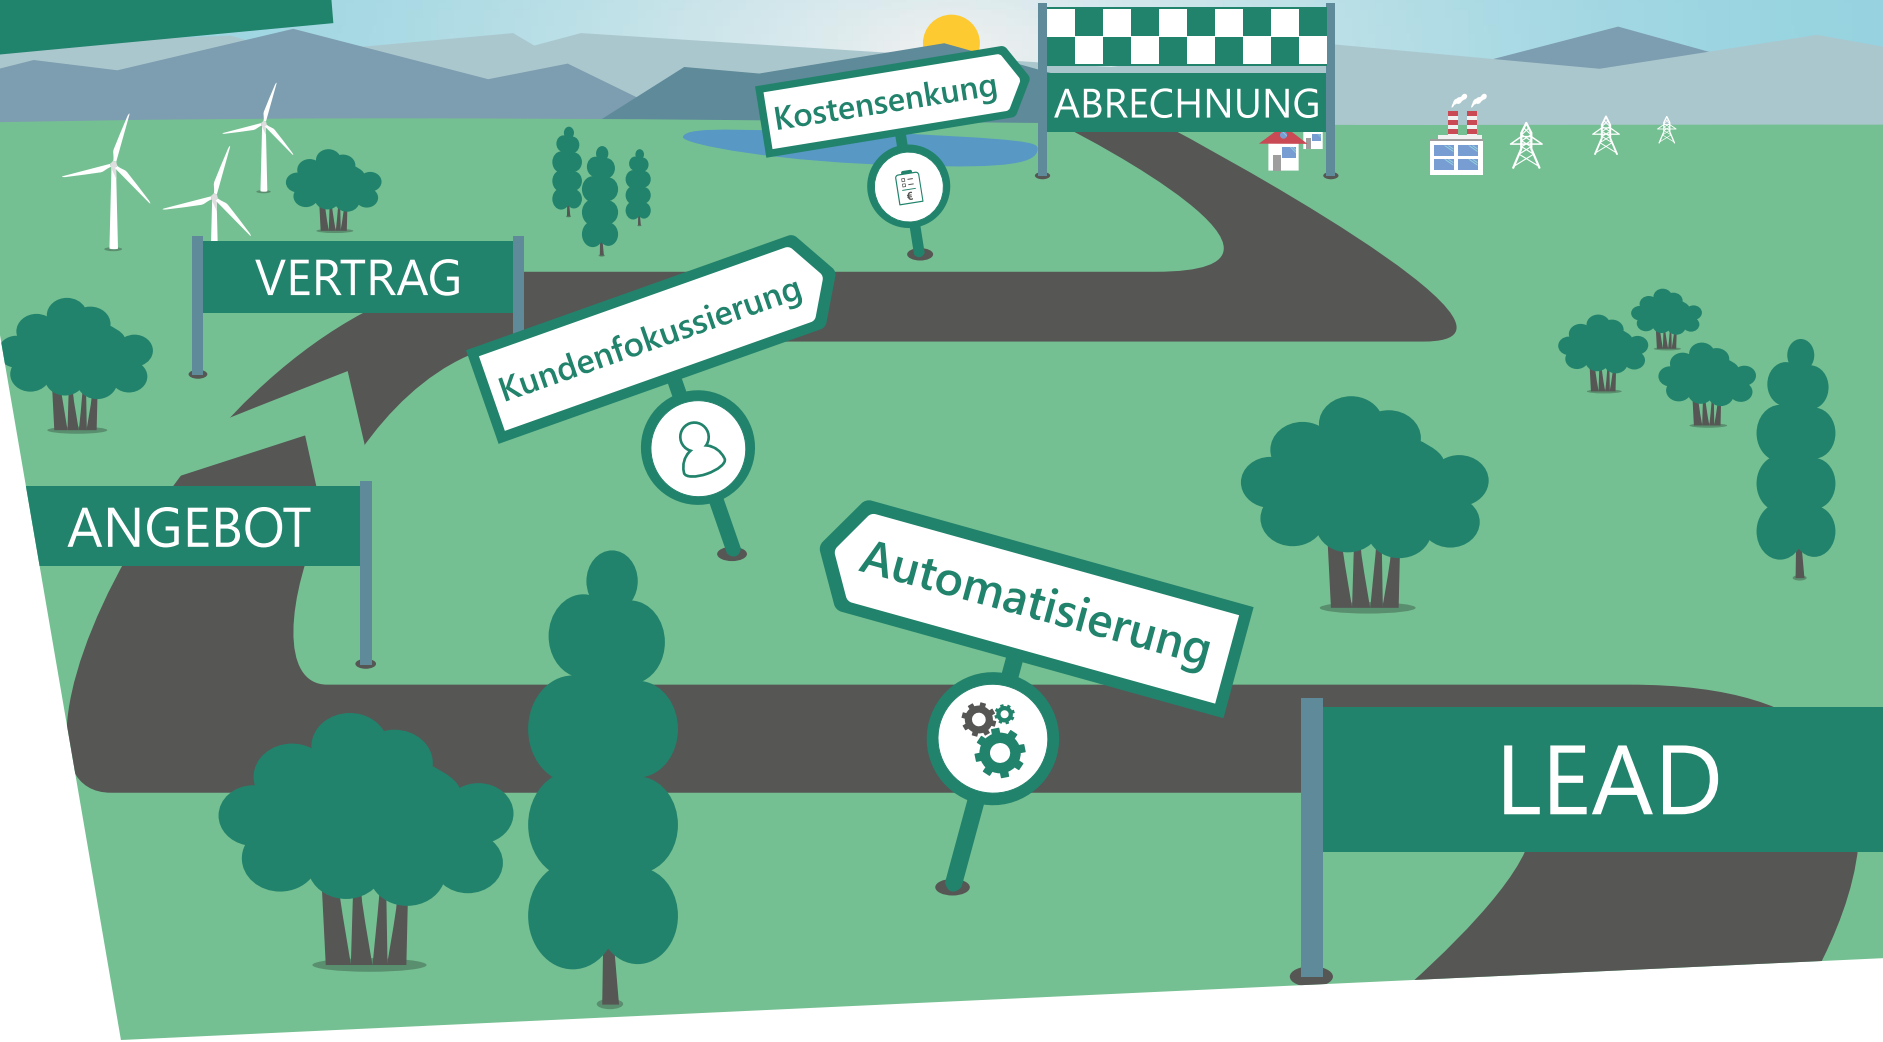 Kostensenkung
ABRECHNUNG
VERTRAG
Kundenfokussierung
ANGEBOT
Automatisierung
LEAD
€